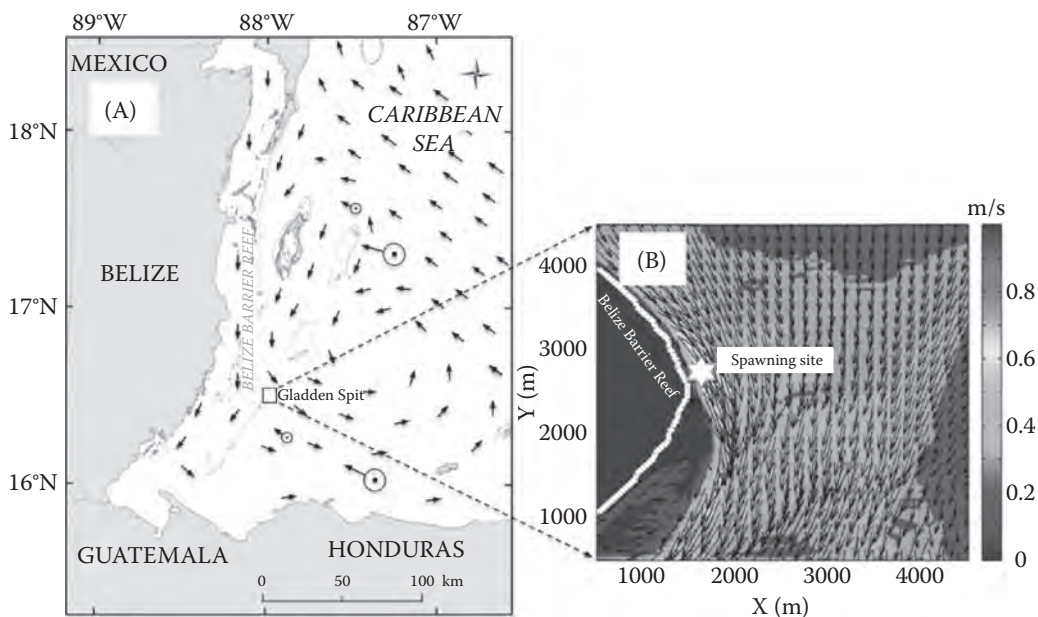 89°W
88°W
87°W
MEXICO
(A)
CARIBBEAN
SEA
18°N
BELIZE
BELIZE BARRIER REEF
17°N
Gladden Spit
16°N
GUATEMALA
HONDURAS
0 50 100 km
m/s
(B)
4000
Belize Barrier Reef
0.8
3000
Spawning site
0.6
Y (m)
2000
0.4
1000
0.2
0
1000 2000 3000 4000
X (m)